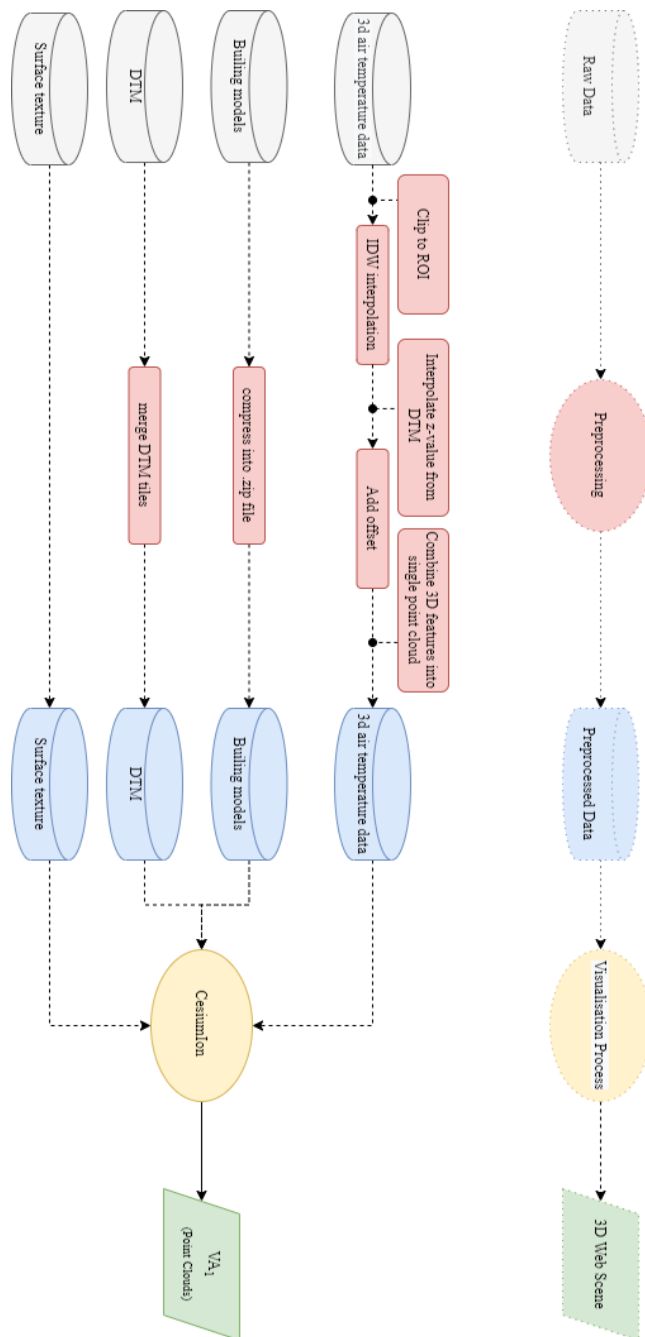 Raw Data
Preprocessing
Preprocessed Data
Visualisation Process
3D Web Scene
3d air temperature data
Clip to ROI
IDW interpolation
Interpolate z-value from
DTM
Add offset
Combine 3D features into
single point cloud
3d air temperature data
Builing models
compress into .zip file
Builing models
DTM
merge DTM tiles
DTM
Surface texture
Surface texture
CesiumIon
VA1
(Point Clouds)